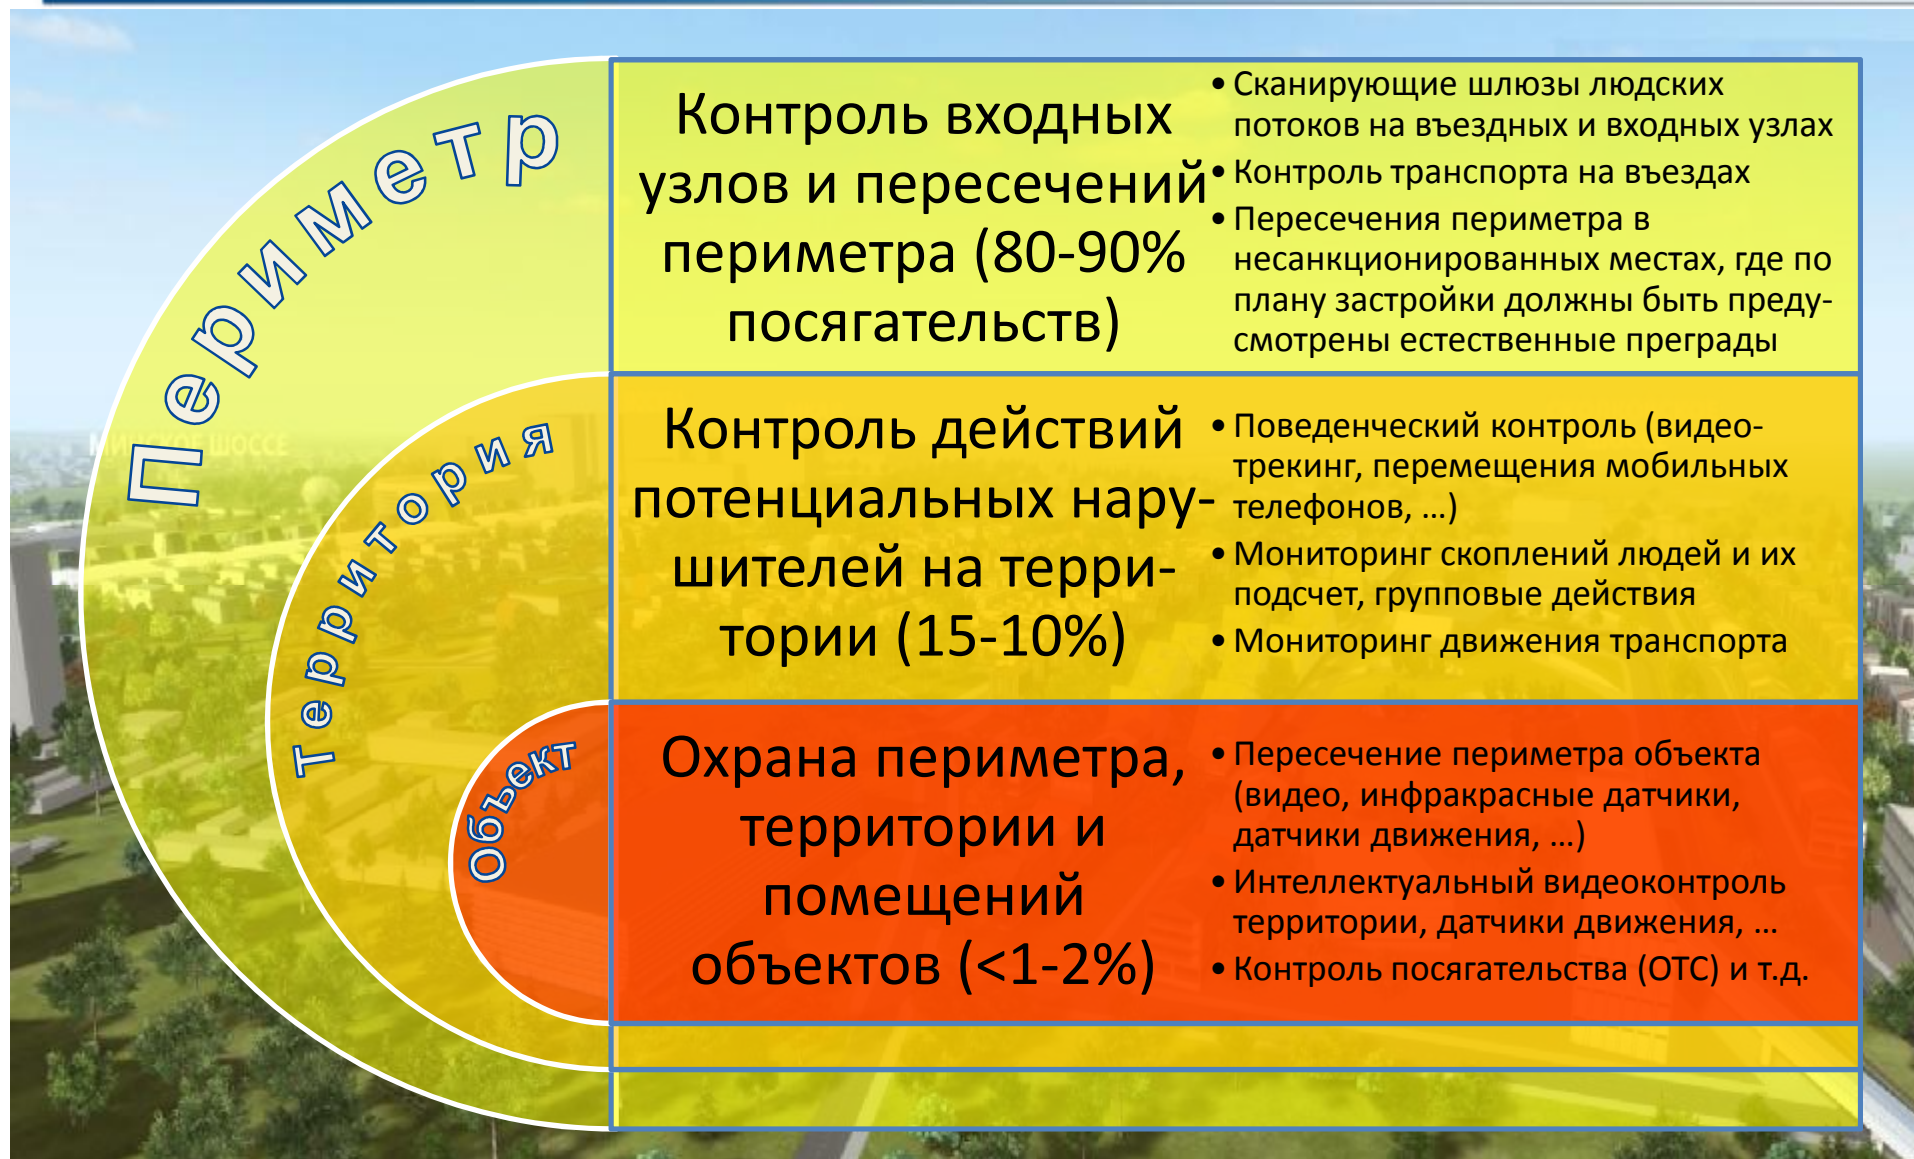 Периметр
Контроль входных
узлов и пересечений
периметра (80-90%
посягательств)
• Сканирующие шлюзы людских
потоков на въездных и входных узлах
• Контроль транспорта на въездах
• Пересечения периметра в
несанкционированных местах, где по
плану застройки должны быть преду-
смотрены естественные преграды
МИНСКОЕ ШОССЕ
Территория
Контроль действий
потенциальных нару-
шителей на терри-
тории (15-10%)
• Поведенческий контроль (видео-
трекинг, перемещения мобильных
телефонов, ...)
• Мониторинг скоплений людей и их
подсчет, групповые действия
• Мониторинг движения транспорта
Объект
Охрана периметра,
территории и
помещений
объектов (<1-2%)
• Пересечение периметра объекта
(видео, инфракрасные датчики,
датчики движения, ...)
• Интеллектуальный видеоконтроль
территории, датчики движения, ...
• Контроль посягательства (ОТС) и т.д.